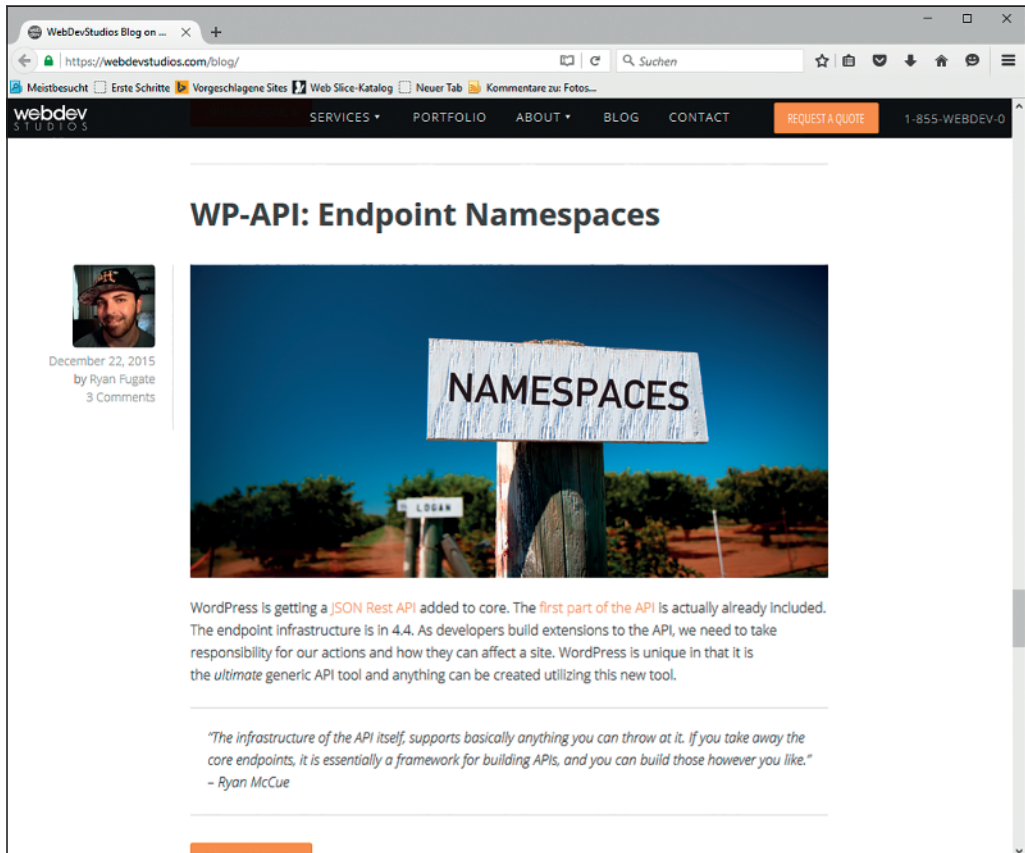 WebDevStudios Blog on ...
https://webdevstudios.com/blog/
Suchen
Meistbesucht Erste Schritte Vorgeschlagene Sites Web Slice-Katalog Neuer Tab Kommentare zu: Fotos...
webdev
STUDIOS
SERVICES PORTFOLIO ABOUT BLOG CONTACT REQUEST A QUOTE 1-855-WEBDEV-0
WP-API: Endpoint Namespaces
December 22, 2015
by Ryan Fugate
3 Comments
NAMESPACES
LOGAN
WordPress is getting a JSON Rest API added to core. The first part of the API is actually already included.
The endpoint infrastructure is in 4.4. As developers build extensions to the API, we need to take
responsibility for our actions and how they can affect a site. WordPress is unique in that it is
the ultimate generic API tool and anything can be created utilizing this new tool.
“The infrastructure of the API itself, supports basically anything you can throw at it. If you take away the
core endpoints, it is essentially a framework for building APIs, and you can build those however you like.”
– Ryan McCue